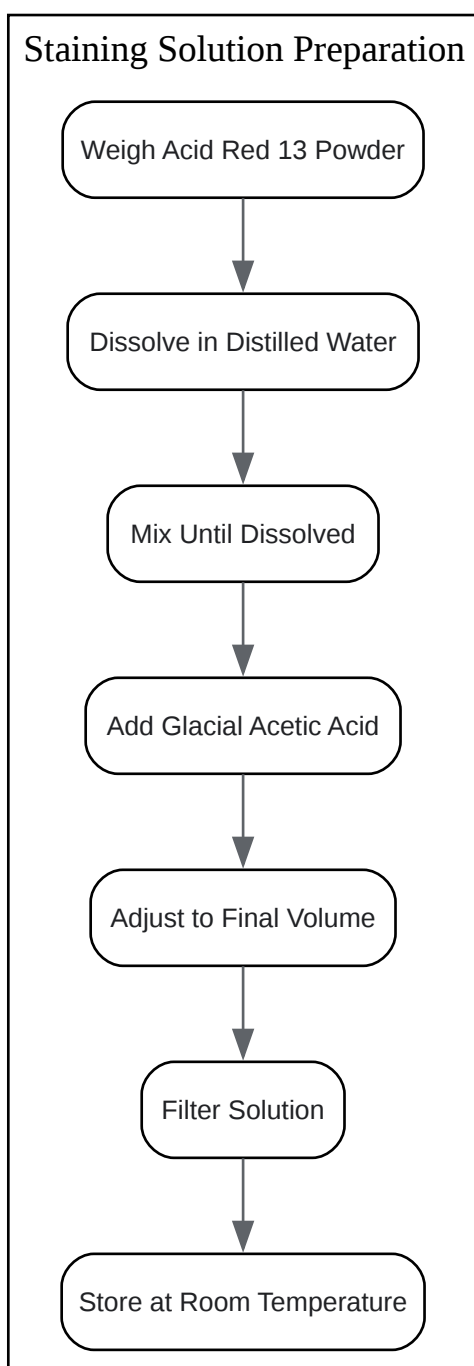 Staining Solution Preparation
Weigh Acid Red 13 Powder
Dissolve in Distilled Water
Mix Until Dissolved
Add Glacial Acetic Acid
Adjust to Final Volume
Filter Solution
Store at Room Temperature